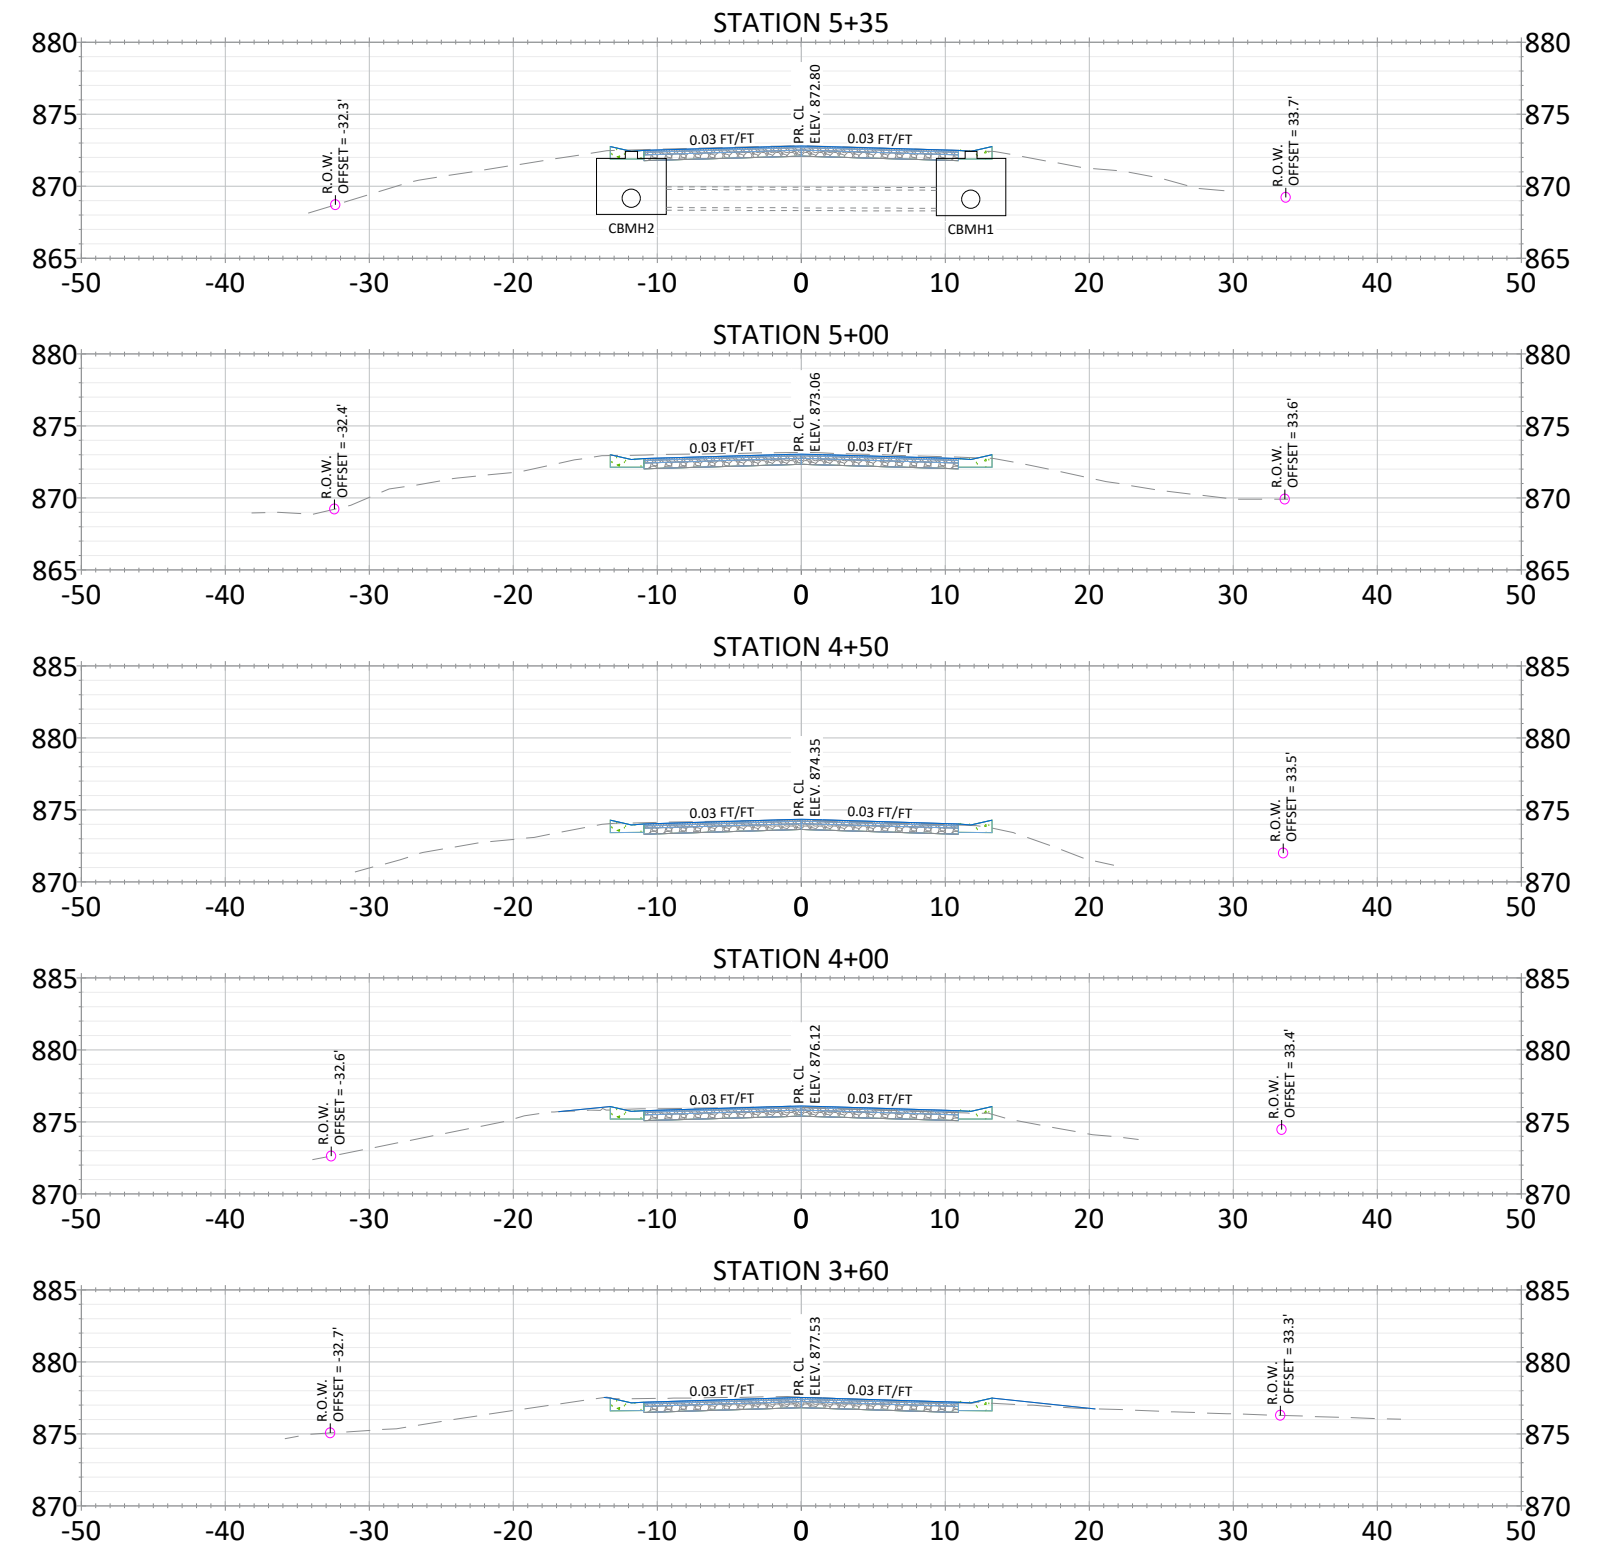 STATION 5+35
880 880
875 875
870 870
865 865
R.O.W.
OFFSET = -32.3'
0.03 FT/FT
PR. CL
ELEV. 872.80
0.03 FT/FT
R.O.W.
OFFSET = 33.7'
CBMH2
CBMH1
-50 -40 -30 -20 -10 0 10 20 30 40 50
STATION 5+00
880 880
875 875
870 870
865 865
R.O.W.
OFFSET = -32.4'
0.03 FT/FT
PR. CL
ELEV. 873.06
0.03 FT/FT
R.O.W.
OFFSET = 33.6'
-50 -40 -30 -20 -10 0 10 20 30 40 50
STATION 4+50
885 885
880 880
875 875
870 870
0.03 FT/FT
PR. CL
ELEV. 874.35
0.03 FT/FT
R.O.W.
OFFSET = 33.5'
-50 -40 -30 -20 -10 0 10 20 30 40 50
STATION 4+00
885 885
880 880
875 875
870 870
R.O.W.
OFFSET = -32.6'
0.03 FT/FT
PR. CL
ELEV. 876.12
0.03 FT/FT
R.O.W.
OFFSET = 33.4'
-50 -40 -30 -20 -10 0 10 20 30 40 50
STATION 3+60
885 885
880 880
875 875
870 870
R.O.W.
OFFSET = -32.7'
0.03 FT/FT
PR. CL
ELEV. 877.53
0.03 FT/FT
R.O.W.
OFFSET = 33.3'
-50 -40 -30 -20 -10 0 10 20 30 40 50